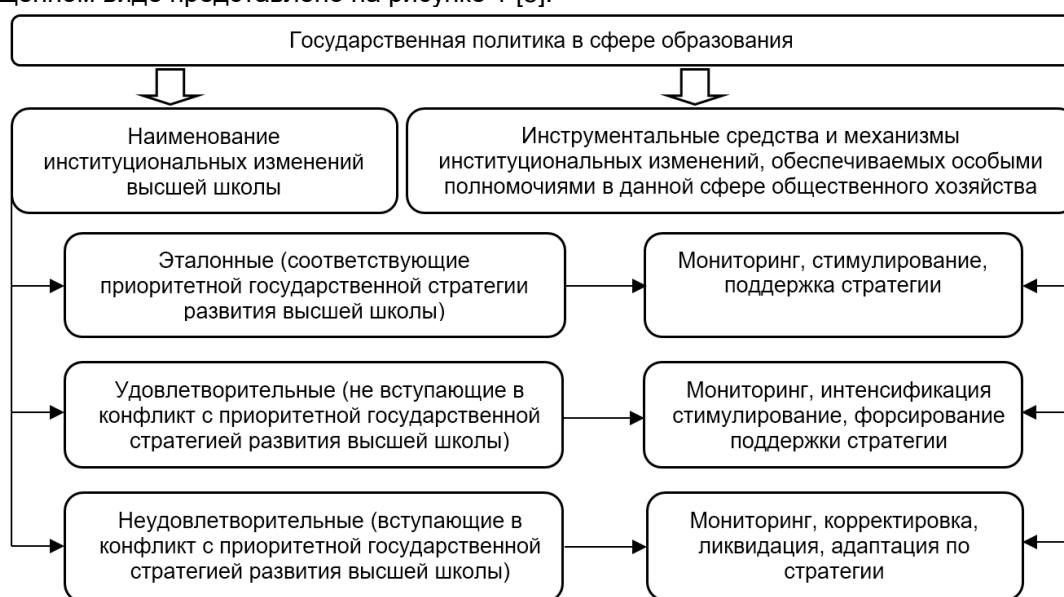 Государственная политика в сфере образования
Наименование
институциональных изменений
высшей школы
Инструментальные средства и механизмы
институциональных изменений, обеспечиваемых особыми
полномочиями в данной сфере общественного хозяйства
Эталонные (соответствующие
приоритетной государственной стратегии
развития высшей школы)
Мониторинг, стимулирование,
поддержка стратегии
Удовлетворительные (не вступающие в
конфликт с приоритетной государственной
стратегией развития высшей школы)
Мониторинг, интенсификация
стимулирование, форсирование
поддержки стратегии
Неудовлетворительные (вступающие в
конфликт с приоритетной государственной
стратегией развития высшей школы)
Мониторинг, корректировка,
ликвидация, адаптация по
стратегии